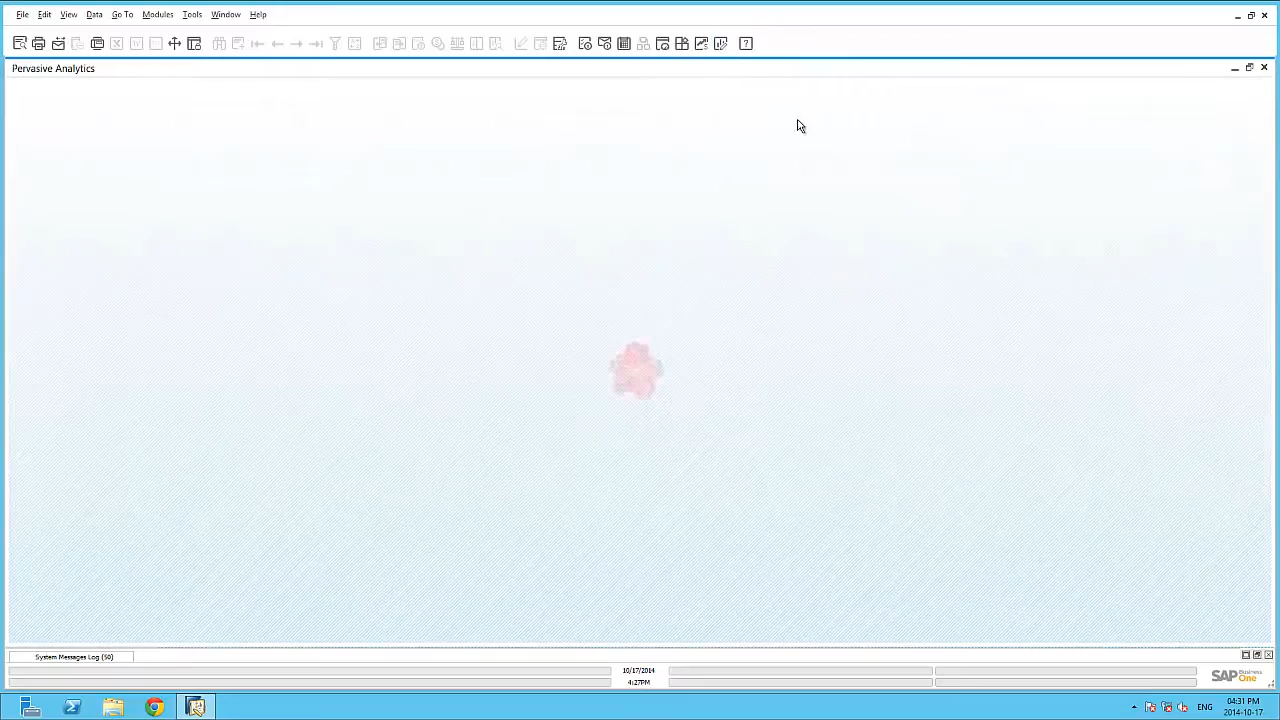 File Edit View Data Go To Modules Tools Window Help
Pervasive Analytics
System Messages Log (50)
10/17/2014
4:27PM
SAP Business One
ENG
04:31 PM
2014-10-17